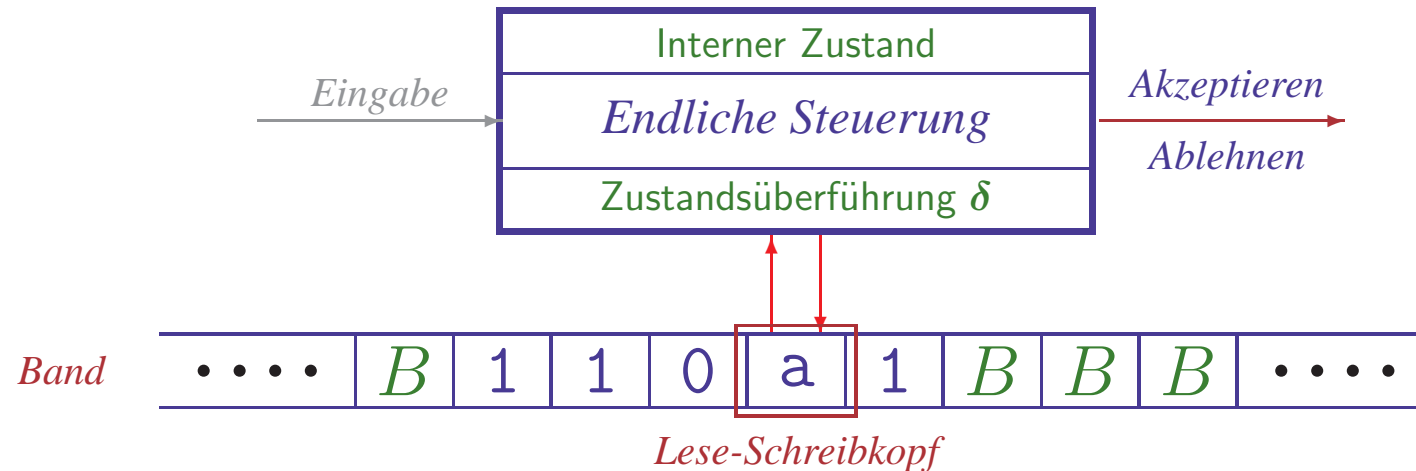 Interner Zustand
Eingabe
Endliche Steuerung
Akzeptieren
Ablehnen
Zustandsüberführung δ
Band
· · · · B 1 1 0 a 1 B B B · · · ·
Lese-Schreibkopf